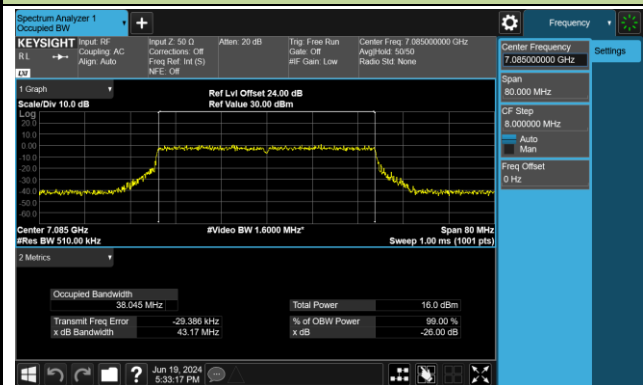 Spectrum Analyzer 1
Occupied BW
Frequency
KEYSIGHT
RL
LXI
Input: RF
Coupling: AC
Align: Auto
Input Z: 50 Ω
Corrections: Off
Freq Ref: Int (S)
NFE: Off
Atten: 20 dB
Trig: Free Run
Gate: Off
#IF Gain: Low
Center Freq: 7.085000000 GHz
Avg|Hold: 50/50
Radio Std: None
Center Frequency
7.085000000 GHz
Settings
Span
80.000 MHz
CF Step
8.000000 MHz
Auto
Man
Freq Offset
0 Hz
1 Graph
Scale/Div 10.0 dB
Ref Lvl Offset 24.00 dB
Ref Value 30.00 dBm
Log
20.0
10.0
0.00
-10.0
-20.0
-30.0
-40.0
-50.0
-60.0
Center 7.085 GHz
#Res BW 510.00 kHz
#Video BW 1.6000 MHz*
Span 80 MHz
Sweep 1.00 ms (1001 pts)
2 Metrics
Occupied Bandwidth
38.045 MHz
Total Power 16.0 dBm
Transmit Freq Error -29.386 kHz
% of OBW Power 99.00 %
x dB Bandwidth 43.17 MHz
x dB -26.00 dB
?
Jun 19, 2024
5:33:17 PM